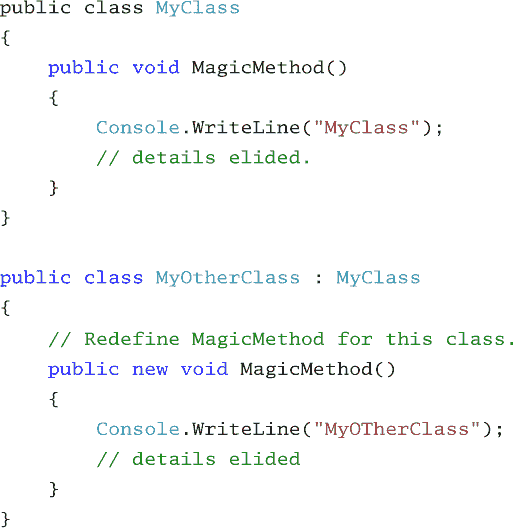 public class MyClass
{
    public void MagicMethod()
    {
        Console.WriteLine("MyClass");
        // details elided.
    }
}

public class MyOtherClass : MyClass
{
    // Redefine MagicMethod for this class.
    public new void MagicMethod()
    {
        Console.WriteLine("MyOTherClass");
        // details elided
    }
}